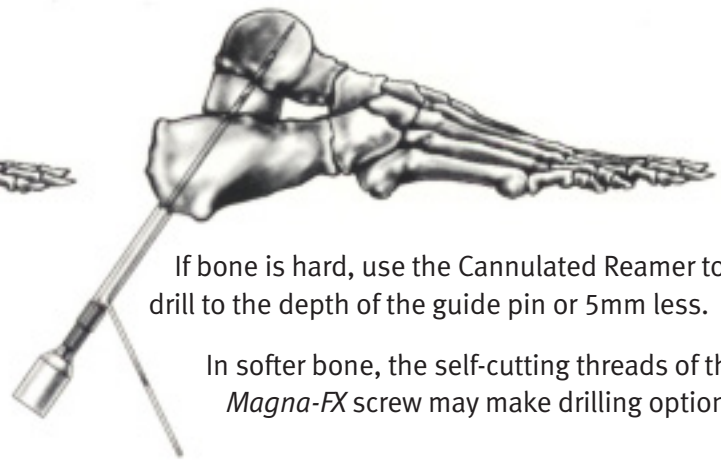 If bone is hard, use the Cannulated Reamer to
drill to the depth of the guide pin or 5mm less.
In softer bone, the self-cutting threads of th
Magna-FX screw may make drilling option